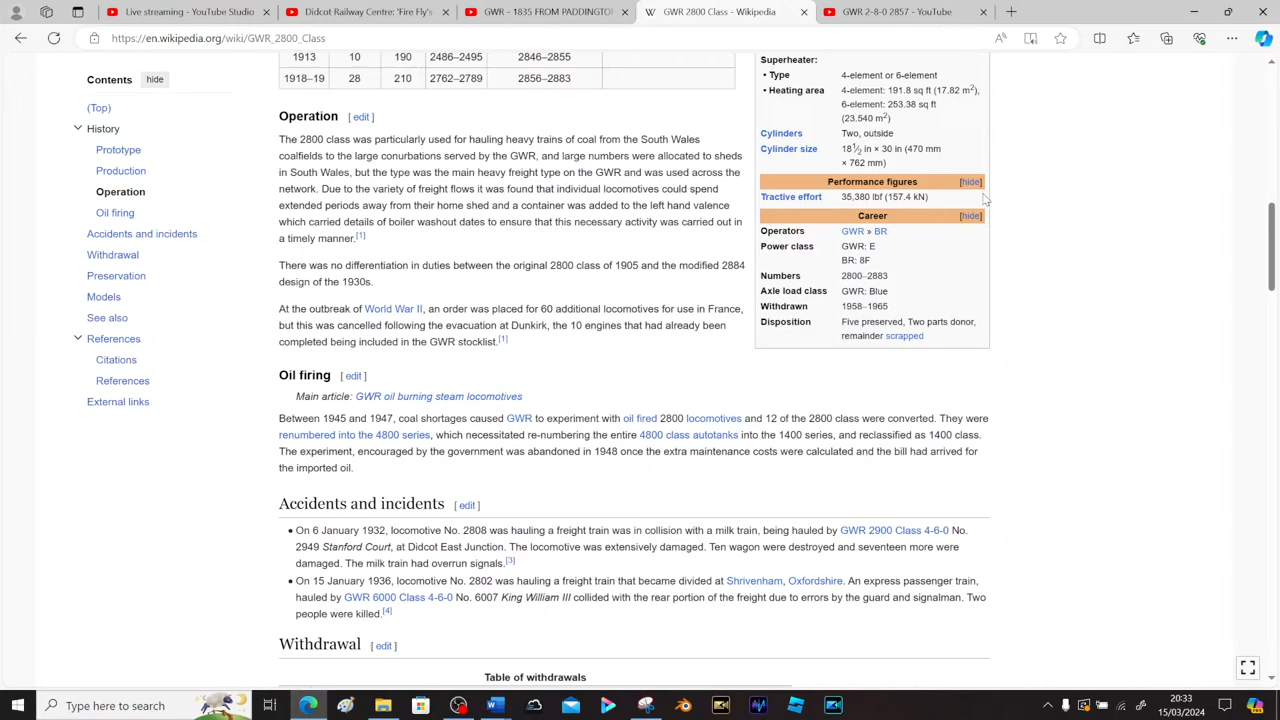 Live streaming - YouTube Studio
Centre: 'Fire Fly's
GWR - 1835 FROM PADDINGTON
GWR 2800 Class - Wikipedia
GWR 2-8-0 2857 - YouTube
https://en.wikipedia.org/wiki/GWR_2800_Class
Contents hide
(Top)
History
Prototype
Production
Operation
Oil firing
Accidents and incidents
Withdrawal
Preservation
Models
See also
References
Citations
References
External links
1913 10 190 2486–2495 2846–2855
1918–19 28 210 2762–2789 2856–2883
Operation [ edit ]
The 2800 class was particularly used for hauling heavy trains of coal from the South Wales
coalfields to the large conurbations served by the GWR, and large numbers were allocated to sheds
in South Wales, but the type was the main heavy freight type on the GWR and was used across the
network. Due to the variety of freight flows it was found that individual locomotives could spend
extended periods away from their home shed and a container was added to the left hand valence
which carried details of boiler washout dates to ensure that this necessary activity was carried out in
a timely manner.[1]
There was no differentiation in duties between the original 2800 class of 1905 and the modified 2884
design of the 1930s.
At the outbreak of World War II, an order was placed for 60 additional locomotives for use in France,
but this was cancelled following the evacuation at Dunkirk, the 10 engines that had already been
completed being included in the GWR stocklist.[1]
Superheater:
• Type 4-element or 6-element
• Heating area 4-element: 191.8 sq ft (17.82 m2),
6-element: 253.38 sq ft
(23.540 m2)
Cylinders Two, outside
Cylinder size 18 1⁄2 in × 30 in (470 mm
× 762 mm)
Performance figures [hide]
Tractive effort 35,380 lbf (157.4 kN)
Career [hide]
Operators GWR » BR
Power class GWR: E
BR: 8F
Numbers 2800–2883
Axle load class GWR: Blue
Withdrawn 1958–1965
Disposition Five preserved, Two parts donor,
remainder scrapped
Oil firing [ edit ]
Main article: GWR oil burning steam locomotives
Between 1945 and 1947, coal shortages caused GWR to experiment with oil fired 2800 locomotives and 12 of the 2800 class were converted. They were
renumbered into the 4800 series, which necessitated re-numbering the entire 4800 class autotanks into the 1400 series, and reclassified as 1400 class.
The experiment, encouraged by the government was abandoned in 1948 once the extra maintenance costs were calculated and the bill had arrived for
the imported oil.
Accidents and incidents [ edit ]
• On 6 January 1932, locomotive No. 2808 was hauling a freight train was in collision with a milk train, being hauled by GWR 2900 Class 4-6-0 No.
2949 Stanford Court, at Didcot East Junction. The locomotive was extensively damaged. Ten wagon were destroyed and seventeen more were
damaged. The milk train had overrun signals.[3]
• On 15 January 1936, locomotive No. 2802 was hauling a freight train that became divided at Shrivenham, Oxfordshire. An express passenger train,
hauled by GWR 6000 Class 4-6-0 No. 6007 King William III collided with the rear portion of the freight due to errors by the guard and signalman. Two
people were killed.[4]
Withdrawal [ edit ]
Table of withdrawals
Type here to search
20:33
15/03/2024